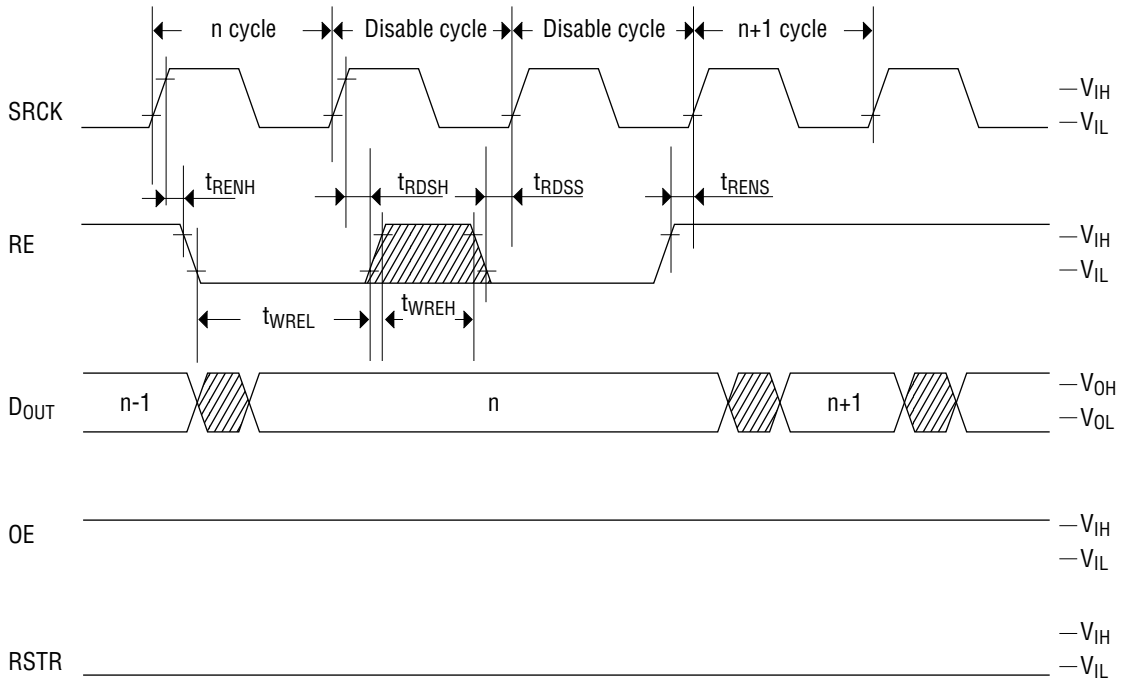 n cycle Disable cycle Disable cycle n+1 cycle
SRCK
VIH
VIL
tRENH tRDSH tRDSS tRENS
RE
VIH
VIL
tWREL tWREH
DOUT n-1 n n+1
VOH
VOL
OE
VIH
VIL
RSTR
VIH
VIL